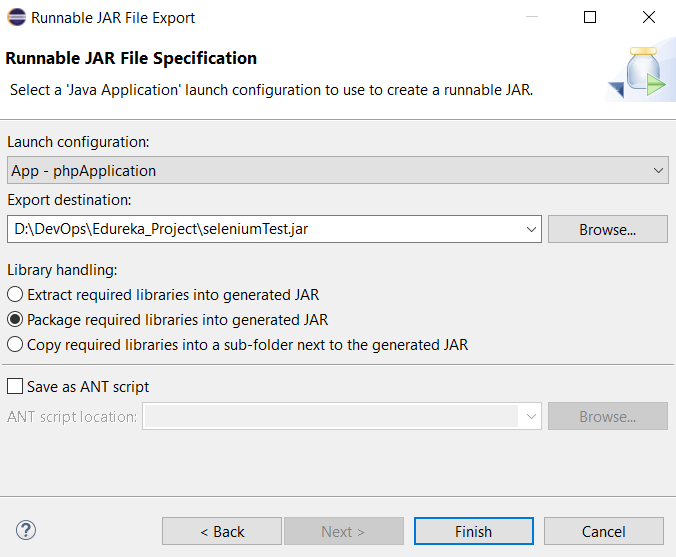 Runnable JAR File Export
Runnable JAR File Specification
Select a 'Java Application' launch configuration to use to create a runnable JAR.
Launch configuration:
App - phpApplication
Export destination:
D:\DevOps\Edureka_Project\seleniumTest.jar
Browse...
Library handling:
Extract required libraries into generated JAR
Package required libraries into generated JAR
Copy required libraries into a sub-folder next to the generated JAR
Save as ANT script
ANT script location:
Browse...
?
< Back
Next >
Finish
Cancel